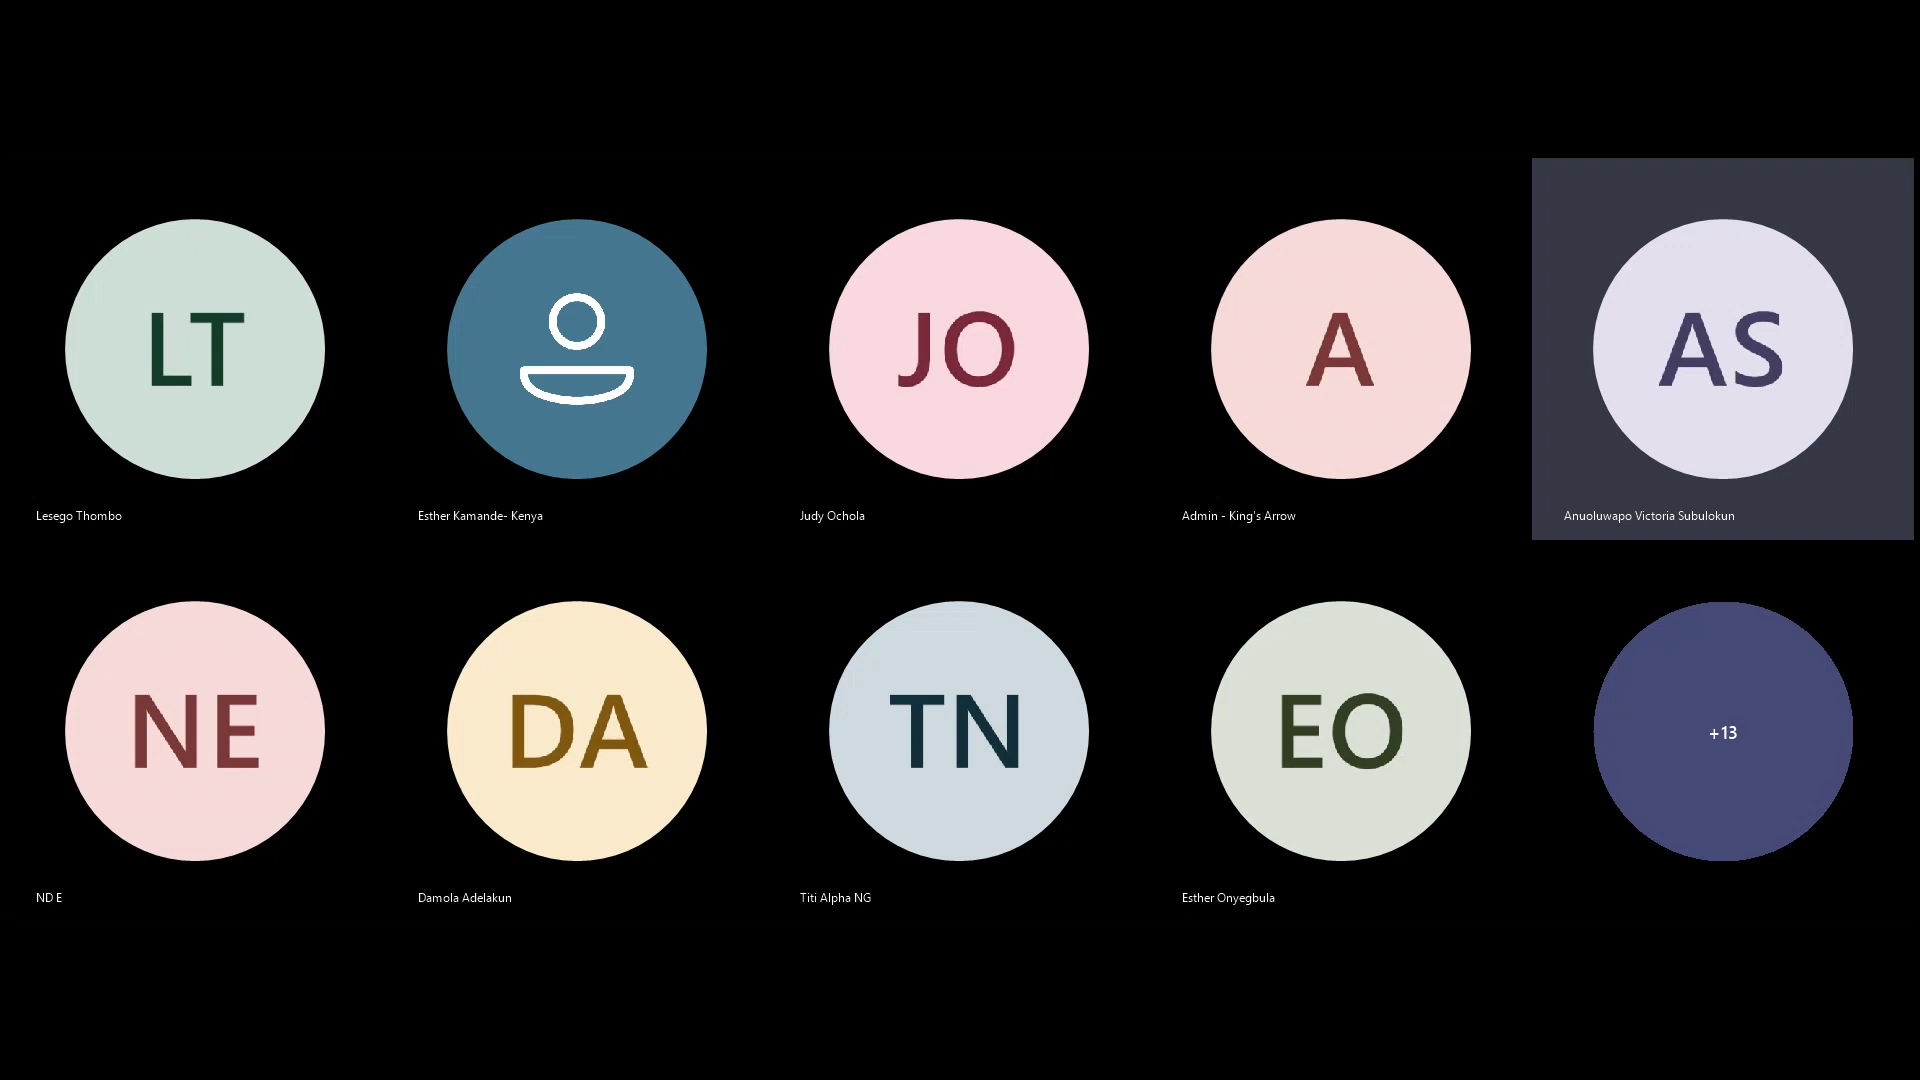 LT
JO
A
AS
Lesego Thombo
Esther Kamande- Kenya
Judy Ochola
Admin - King's Arrow
Anuoluwapo Victoria Subulokun
NE
DA
TN
EO
+13
ND E
Damola Adelakun
Titi Alpha NG
Esther Onyegbula